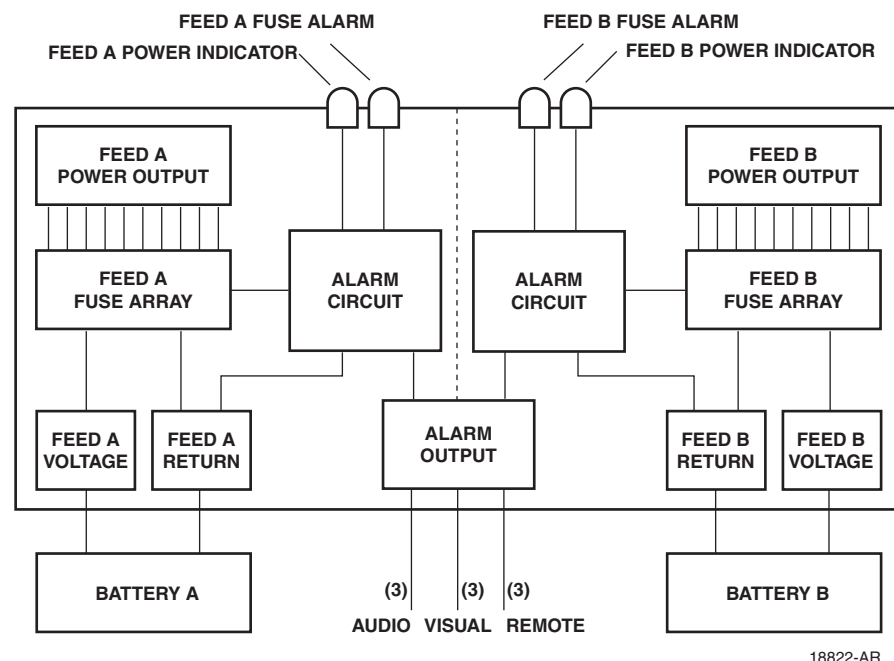 FEED A FUSE ALARM
FEED A POWER INDICATOR
FEED B FUSE ALARM
FEED B POWER INDICATOR
FEED A
POWER OUTPUT
FEED B
POWER OUTPUT
FEED A
FUSE ARRAY
ALARM
CIRCUIT
ALARM
CIRCUIT
FEED B
FUSE ARRAY
FEED A
VOLTAGE
FEED A
RETURN
ALARM
OUTPUT
FEED B
RETURN
FEED B
VOLTAGE
BATTERY A
(3) (3) (3)
AUDIO VISUAL REMOTE
BATTERY B
18822-AR